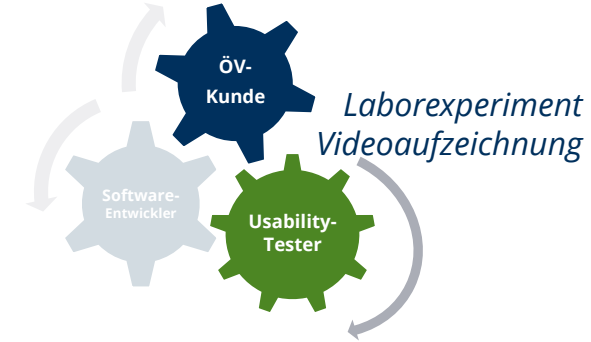 ÖV-
Kunde
Laborexperiment
Videoaufzeichnung
Software-
Entwickler
Usability-
Tester